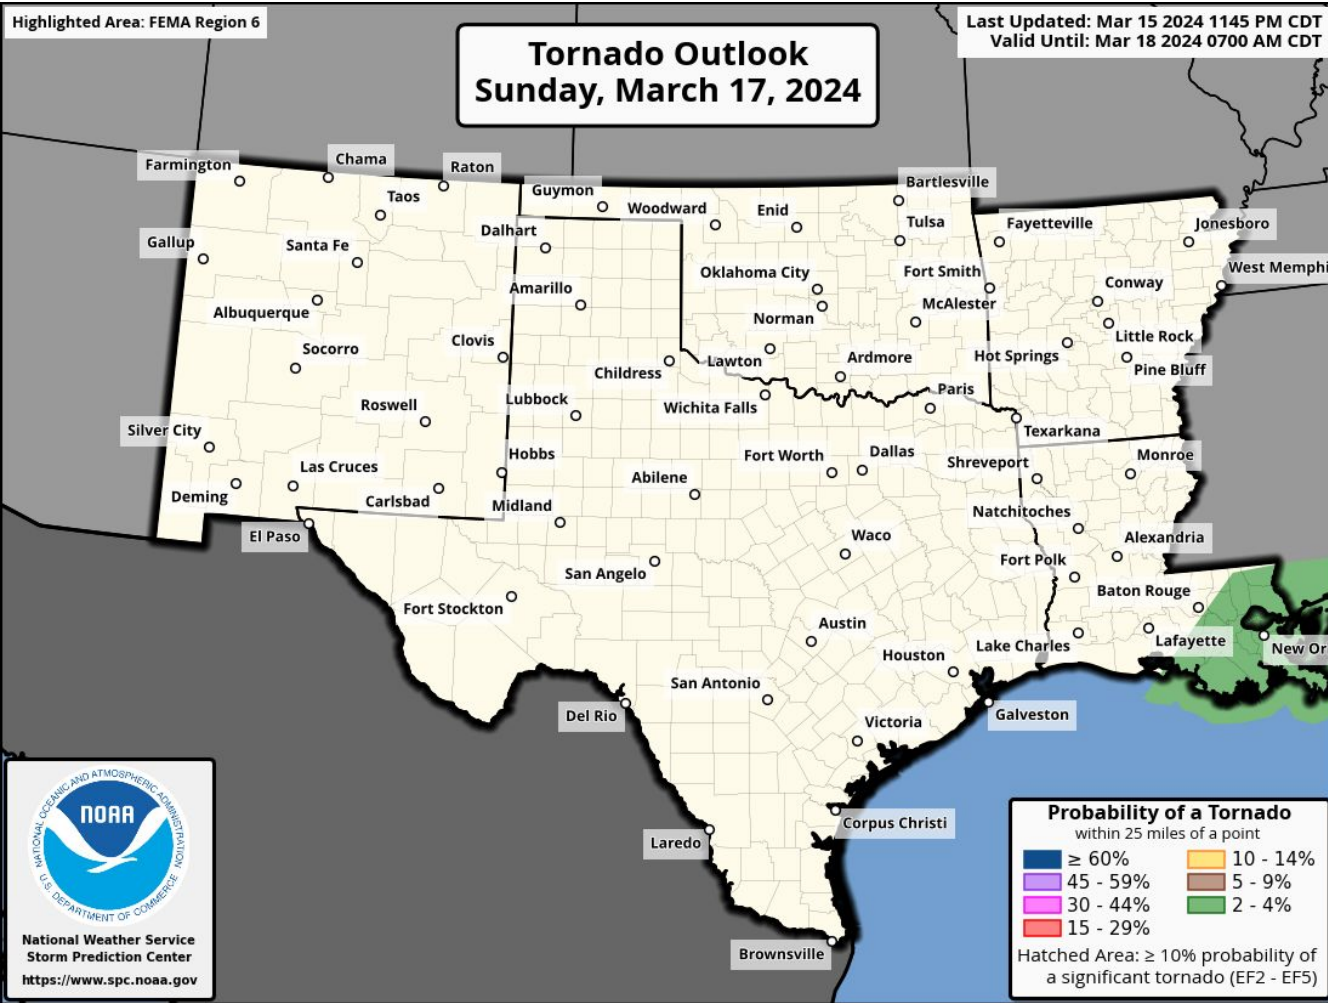 Highlighted Area: FEMA Region 6
Last Updated: Mar 15 2024 1145 PM CDT
Valid Until: Mar 18 2024 0700 AM CDT
Tornado Outlook
Sunday, March 17, 2024
Farmington
Chama
Raton
Taos
Guymon
Woodward
Enid
Bartlesville
Tulsa
Fayetteville
Jonesboro
Gallup
Santa Fe
Dalhart
Oklahoma City
Fort Smith
West Memphi
Amarillo
Conway
Albuquerque
Norman
McAlester
Little Rock
Socorro
Clovis
Childress
Lawton
Ardmore
Hot Springs
Pine Bluff
Roswell
Lubbock
Wichita Falls
Paris
Texarkana
Silver City
Las Cruces
Hobbs
Abilene
Fort Worth
Dallas
Shreveport
Monroe
Deming
Carlsbad
Midland
Natchitoches
El Paso
San Angelo
Waco
Fort Polk
Alexandria
Fort Stockton
Baton Rouge
Austin
Houston
Lake Charles
Lafayette
New Or
San Antonio
Del Rio
Victoria
Galveston
Corpus Christi
Laredo
Brownsville
NATIONAL OCEANIC AND ATMOSPHERIC ADMINISTRATION
NOAA
U.S. DEPARTMENT OF COMMERCE
National Weather Service
Storm Prediction Center
https://www.spc.noaa.gov
Probability of a Tornado
within 25 miles of a point
≥ 60% 10 - 14%
45 - 59% 5 - 9%
30 - 44% 2 - 4%
15 - 29%
Hatched Area: ≥ 10% probability of
a significant tornado (EF2 - EF5)